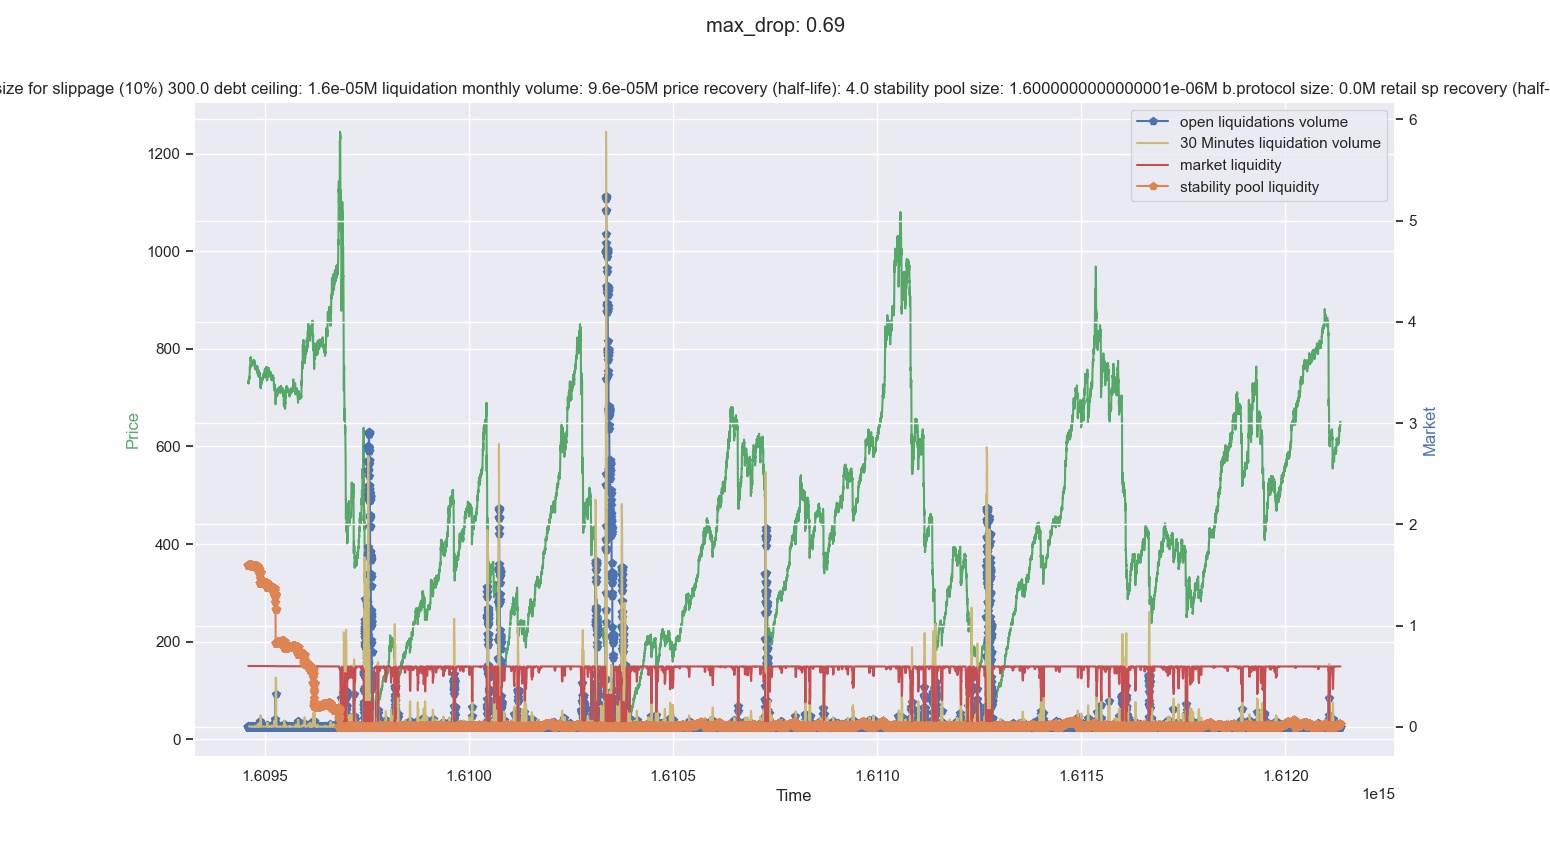 max_drop: 0.69
size for slippage (10%) 300.0 debt ceiling: 1.6e-05M liquidation monthly volume: 9.6e-05M price recovery (half-life): 4.0 stability pool size: 1.6000000000000001e-06M b.protocol size: 0.0M retail sp recovery (half-
open liquidations volume
30 Minutes liquidation volume
market liquidity
stability pool liquidity
1200
1000
800
600
400
200
0
Price
6
5
4
3
2
1
0
Market
1.6095 1.6100 1.6105 1.6110 1.6115 1.6120
1e15
Time